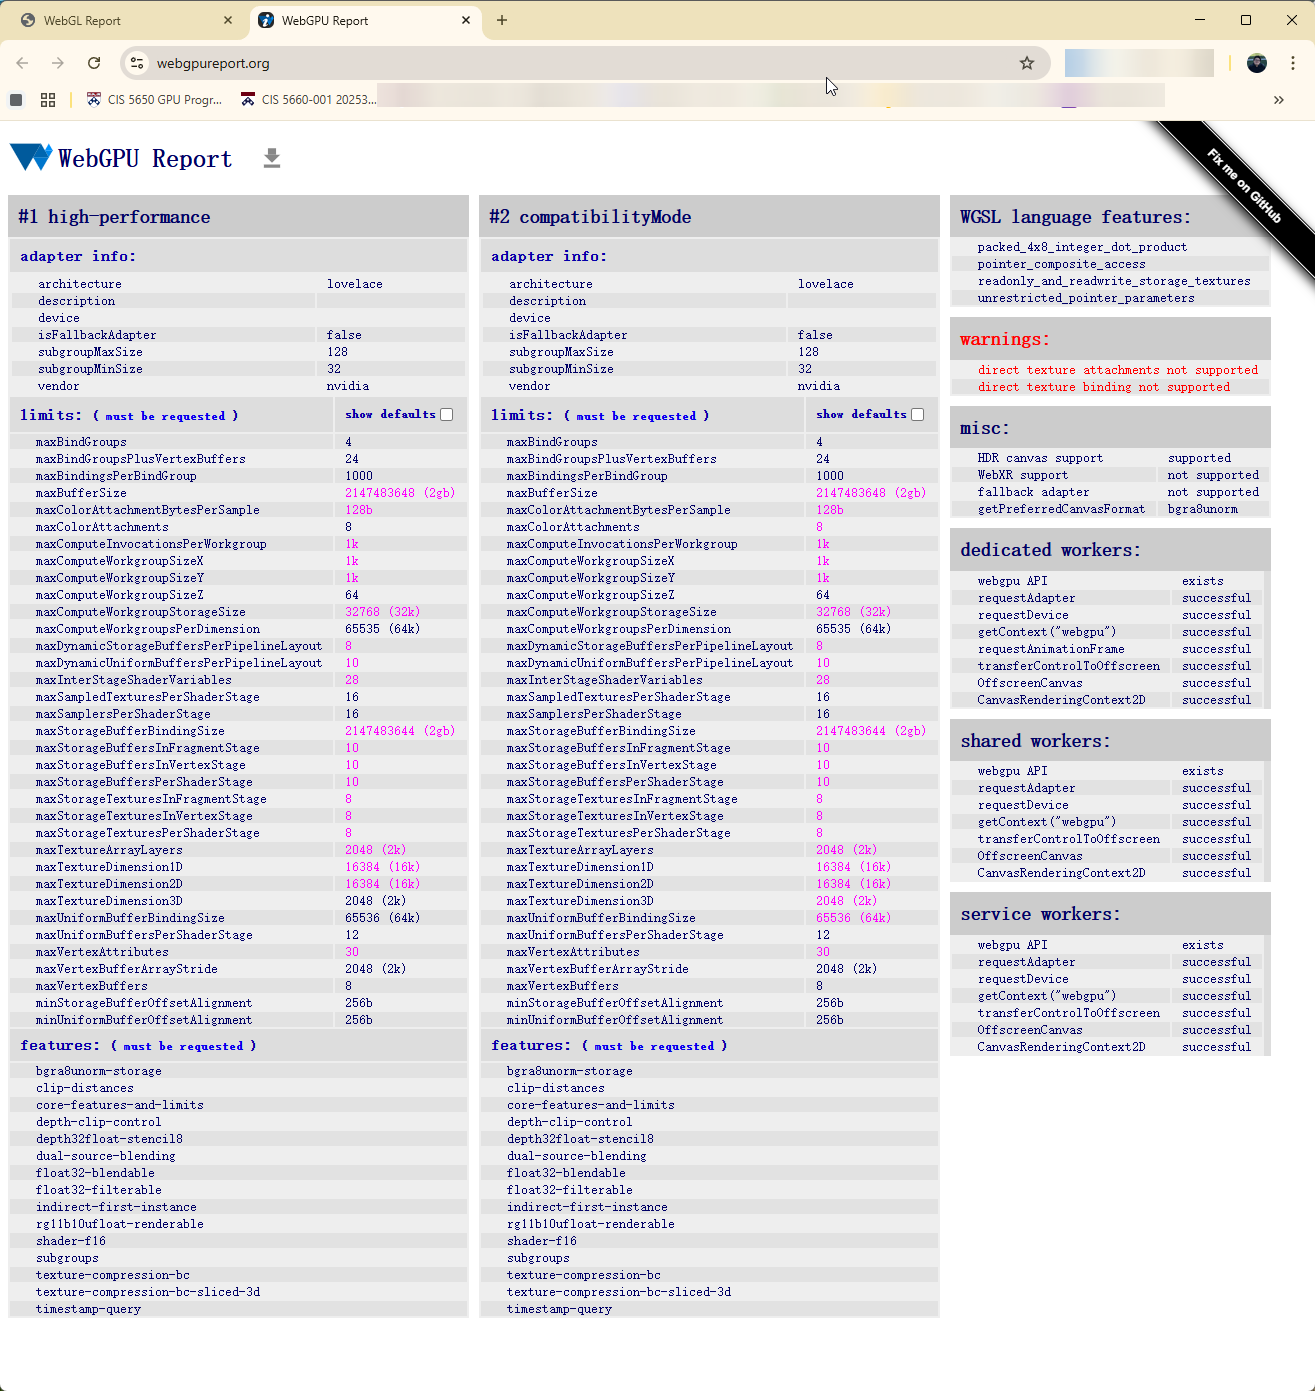 WebGL Report
WebGPU Report
webgpureport.org
CIS 5650 GPU Progr...
CIS 5660-001 20253...
WebGPU Report
Fix me on GitHub
#1 high-performance
adapter info:
architecture lovelace
description
device
isFallbackAdapter false
subgroupMaxSize 128
subgroupMinSize 32
vendor nvidia
limits: ( must be requested ) show defaults
maxBindGroups 4
maxBindGroupsPlusVertexBuffers 24
maxBindingsPerBindGroup 1000
maxBufferSize 2147483648 (2gb)
maxColorAttachmentBytesPerSample 128b
maxColorAttachments 8
maxComputeInvocationsPerWorkgroup 1k
maxComputeWorkgroupSizeX 1k
maxComputeWorkgroupSizeY 1k
maxComputeWorkgroupSizeZ 64
maxComputeWorkgroupStorageSize 32768 (32k)
maxComputeWorkgroupsPerDimension 65535 (64k)
maxDynamicStorageBuffersPerPipelineLayout 8
maxDynamicUniformBuffersPerPipelineLayout 10
maxInterStageShaderVariables 28
maxSampledTexturesPerShaderStage 16
maxSamplersPerShaderStage 16
maxStorageBufferBindingSize 2147483644 (2gb)
maxStorageBuffersInFragmentStage 10
maxStorageBuffersInVertexStage 10
maxStorageBuffersPerShaderStage 10
maxStorageTexturesInFragmentStage 8
maxStorageTexturesInVertexStage 8
maxStorageTexturesPerShaderStage 8
maxTextureArrayLayers 2048 (2k)
maxTextureDimension1D 16384 (16k)
maxTextureDimension2D 16384 (16k)
maxTextureDimension3D 2048 (2k)
maxUniformBufferBindingSize 65536 (64k)
maxUniformBuffersPerShaderStage 12
maxVertexAttributes 30
maxVertexBufferArrayStride 2048 (2k)
maxVertexBuffers 8
minStorageBufferOffsetAlignment 256b
minUniformBufferOffsetAlignment 256b
features: ( must be requested )
bgra8unorm-storage
clip-distances
core-features-and-limits
depth-clip-control
depth32float-stencil8
dual-source-blending
float32-blendable
float32-filterable
indirect-first-instance
rg11b10ufloat-renderable
shader-f16
subgroups
texture-compression-bc
texture-compression-bc-sliced-3d
timestamp-query
#2 compatibilityMode
adapter info:
architecture lovelace
description
device
isFallbackAdapter false
subgroupMaxSize 128
subgroupMinSize 32
vendor nvidia
limits: ( must be requested ) show defaults
maxBindGroups 4
maxBindGroupsPlusVertexBuffers 24
maxBindingsPerBindGroup 1000
maxBufferSize 2147483648 (2gb)
maxColorAttachmentBytesPerSample 128b
maxColorAttachments 8
maxComputeInvocationsPerWorkgroup 1k
maxComputeWorkgroupSizeX 1k
maxComputeWorkgroupSizeY 1k
maxComputeWorkgroupSizeZ 64
maxComputeWorkgroupStorageSize 32768 (32k)
maxComputeWorkgroupsPerDimension 65535 (64k)
maxDynamicStorageBuffersPerPipelineLayout 8
maxDynamicUniformBuffersPerPipelineLayout 10
maxInterStageShaderVariables 28
maxSampledTexturesPerShaderStage 16
maxSamplersPerShaderStage 16
maxStorageBufferBindingSize 2147483644 (2gb)
maxStorageBuffersInFragmentStage 10
maxStorageBuffersInVertexStage 10
maxStorageBuffersPerShaderStage 10
maxStorageTexturesInFragmentStage 8
maxStorageTexturesInVertexStage 8
maxStorageTexturesPerShaderStage 8
maxTextureArrayLayers 2048 (2k)
maxTextureDimension1D 16384 (16k)
maxTextureDimension2D 16384 (16k)
maxTextureDimension3D 2048 (2k)
maxUniformBufferBindingSize 65536 (64k)
maxUniformBuffersPerShaderStage 12
maxVertexAttributes 30
maxVertexBufferArrayStride 2048 (2k)
maxVertexBuffers 8
minStorageBufferOffsetAlignment 256b
minUniformBufferOffsetAlignment 256b
features: ( must be requested )
bgra8unorm-storage
clip-distances
core-features-and-limits
depth-clip-control
depth32float-stencil8
dual-source-blending
float32-blendable
float32-filterable
indirect-first-instance
rg11b10ufloat-renderable
shader-f16
subgroups
texture-compression-bc
texture-compression-bc-sliced-3d
timestamp-query
WGSL language features:
packed_4x8_integer_dot_product
pointer_composite_access
readonly_and_readwrite_storage_textures
unrestricted_pointer_parameters
warnings:
direct texture attachments not supported
direct texture binding not supported
misc:
HDR canvas support supported
WebXR support not supported
fallback adapter not supported
getPreferredCanvasFormat bgra8unorm
dedicated workers:
webgpu API exists
requestAdapter successful
requestDevice successful
getContext("webgpu") successful
requestAnimationFrame successful
transferControlToOffscreen successful
OffscreenCanvas successful
CanvasRenderingContext2D successful
shared workers:
webgpu API exists
requestAdapter successful
requestDevice successful
getContext("webgpu") successful
transferControlToOffscreen successful
OffscreenCanvas successful
CanvasRenderingContext2D successful
service workers:
webgpu API exists
requestAdapter successful
requestDevice successful
getContext("webgpu") successful
transferControlToOffscreen successful
OffscreenCanvas successful
CanvasRenderingContext2D successful